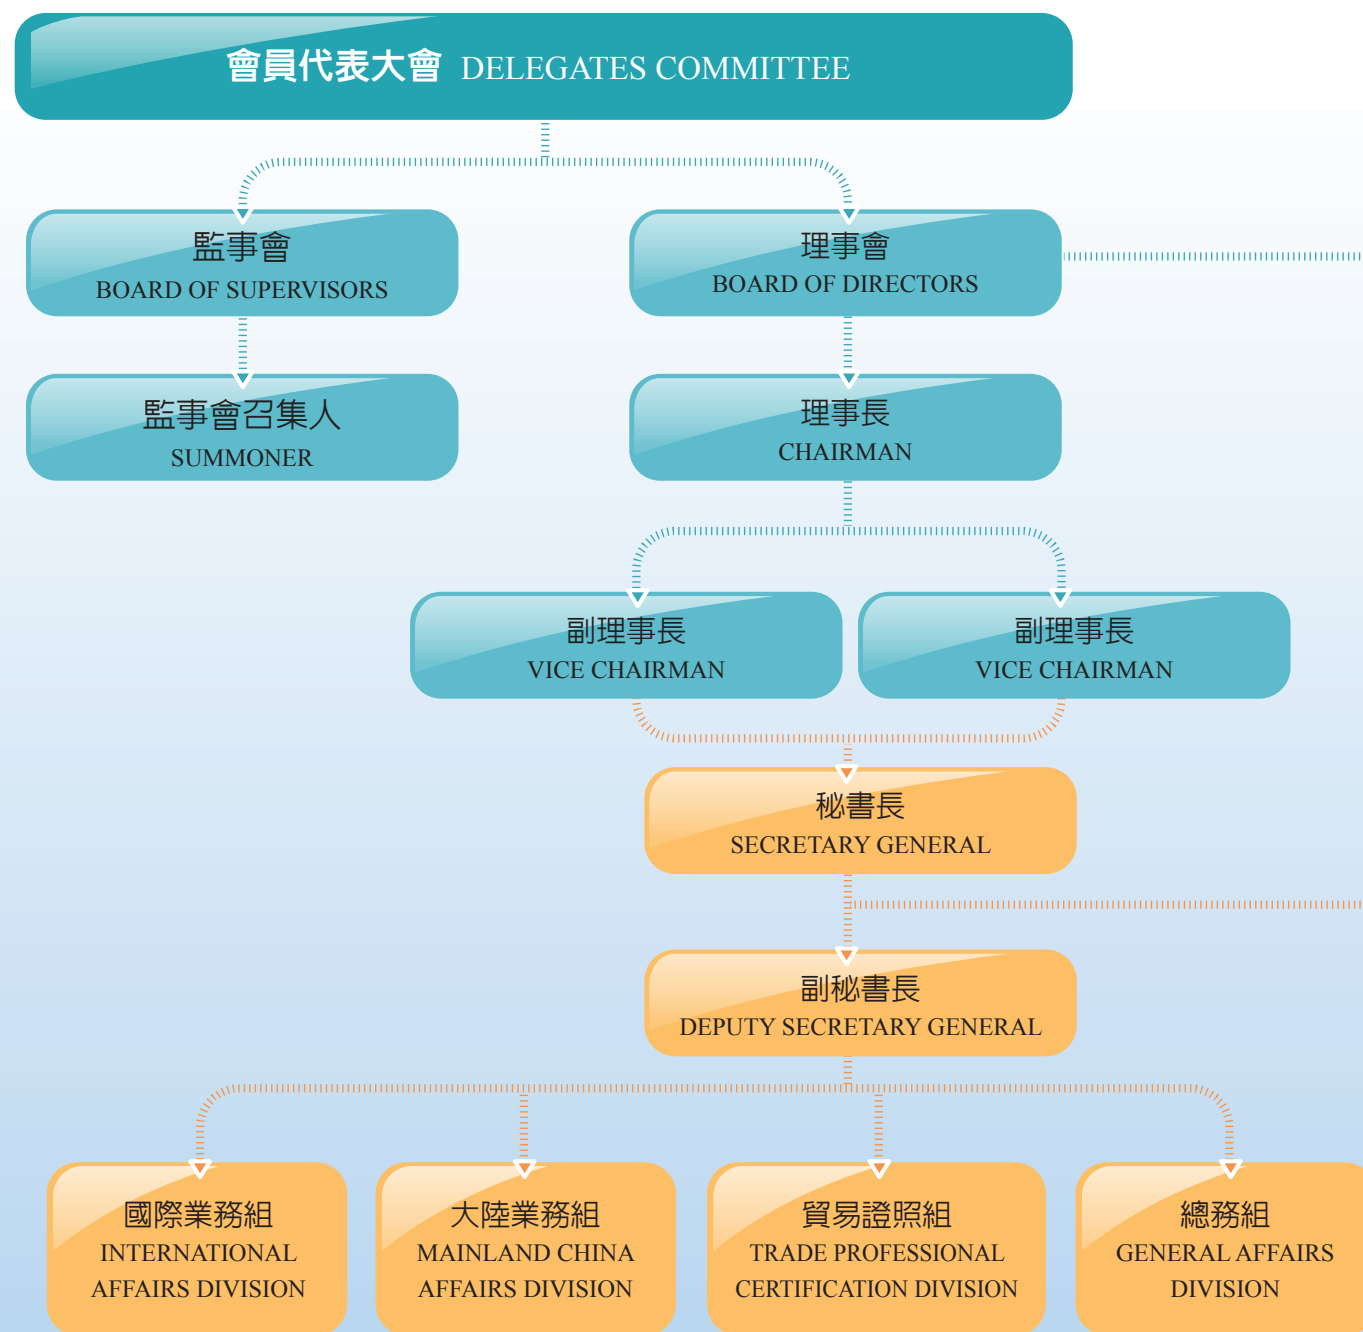 會員代表大會 DELEGATES COMMITTEE
監事會
BOARD OF SUPERVISORS
理事會
BOARD OF DIRECTORS
監事會召集人
SUMMONER
理事長
CHAIRMAN
副理事長
VICE CHAIRMAN
副理事長
VICE CHAIRMAN
秘書長
SECRETARY GENERAL
副秘書長
DEPUTY SECRETARY GENERAL
國際業務組
INTERNATIONAL
AFFAIRS DIVISION
大陸業務組
MAINLAND CHINA
AFFAIRS DIVISION
貿易證照組
TRADE PROFESSIONAL
CERTIFICATION DIVISION
總務組
GENERAL AFFAIRS
DIVISION